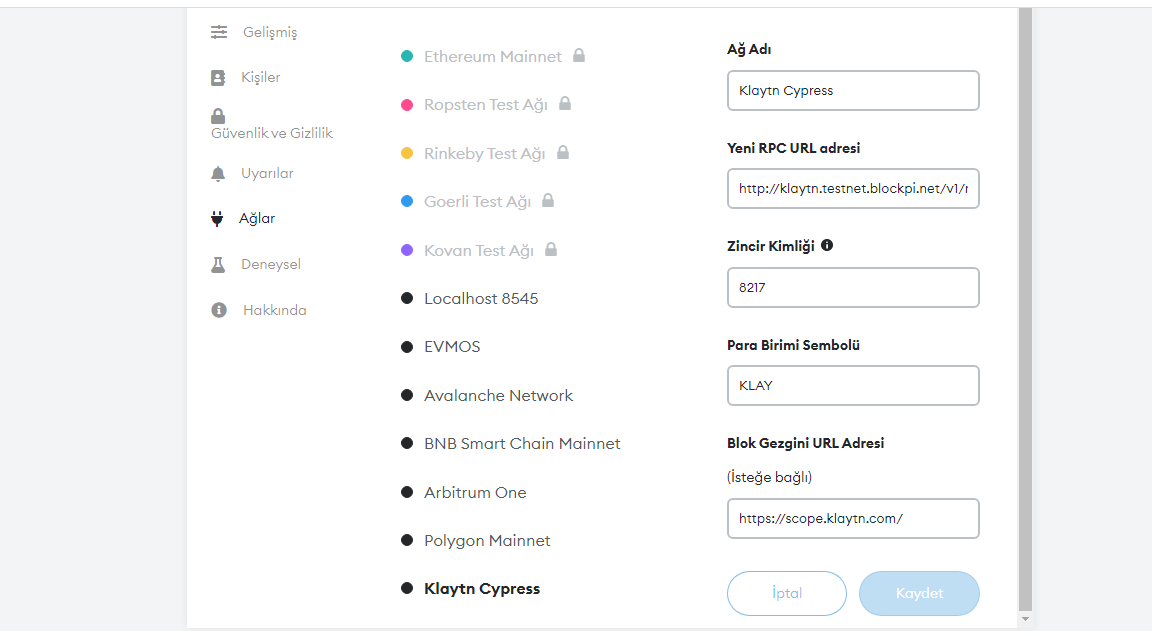 Gelişmiş
Kişiler
Güvenlik ve Gizlilik
Uyarılar
Ağlar
Deneysel
Hakkında
Ethereum Mainnet
Ropsten Test Ağı
Rinkeby Test Ağı
Goerli Test Ağı
Kovan Test Ağı
Localhost 8545
EVMOS
Avalanche Network
BNB Smart Chain Mainnet
Arbitrum One
Polygon Mainnet
Klaytn Cypress
Ağ Adı
Klaytn Cypress
Yeni RPC URL adresi
http://klaytn.testnet.blockpi.net/v1/r
Zincir Kimliği
8217
Para Birimi Sembolü
KLAY
Blok Gezgini URL Adresi
(İsteğe bağlı)
https://scope.klaytn.com/
İptal
Kaydet